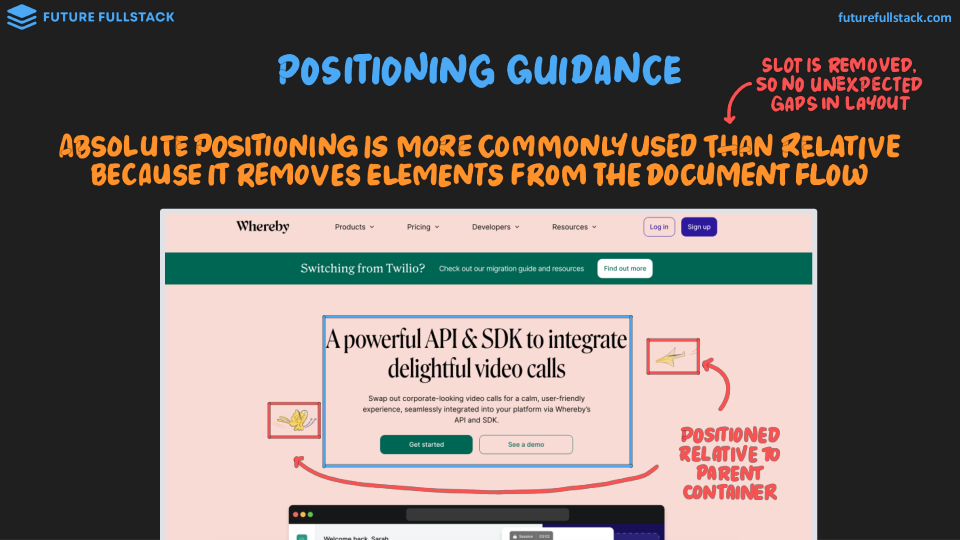 FUTURE FULLSTACK
futurefullstack.com
POSITIONING GUIDANCE
SLOT IS REMOVED,
SO NO UNEXPECTED
GAPS IN LAYOUT
ABSOLUTE POSITIONING IS MORE COMMONLY USED THAN RELATIVE
BECAUSE IT REMOVES ELEMENTS FROM THE DOCUMENT FLOW
Whereby
Products
Pricing
Developers
Resources
Log in
Sign up
Switching from Twilio?
Check out our migration guide and resources
Find out more
A powerful API & SDK to integrate
delightful video calls
Swap out corporate-looking video calls for a calm, user-friendly
experience, seamlessly integrated into your platform via Whereby's
API and SDK.
Get started
See a demo
POSITIONED
RELATIVE TO
PARENT
CONTAINER
Welcome back, Sarah
Session